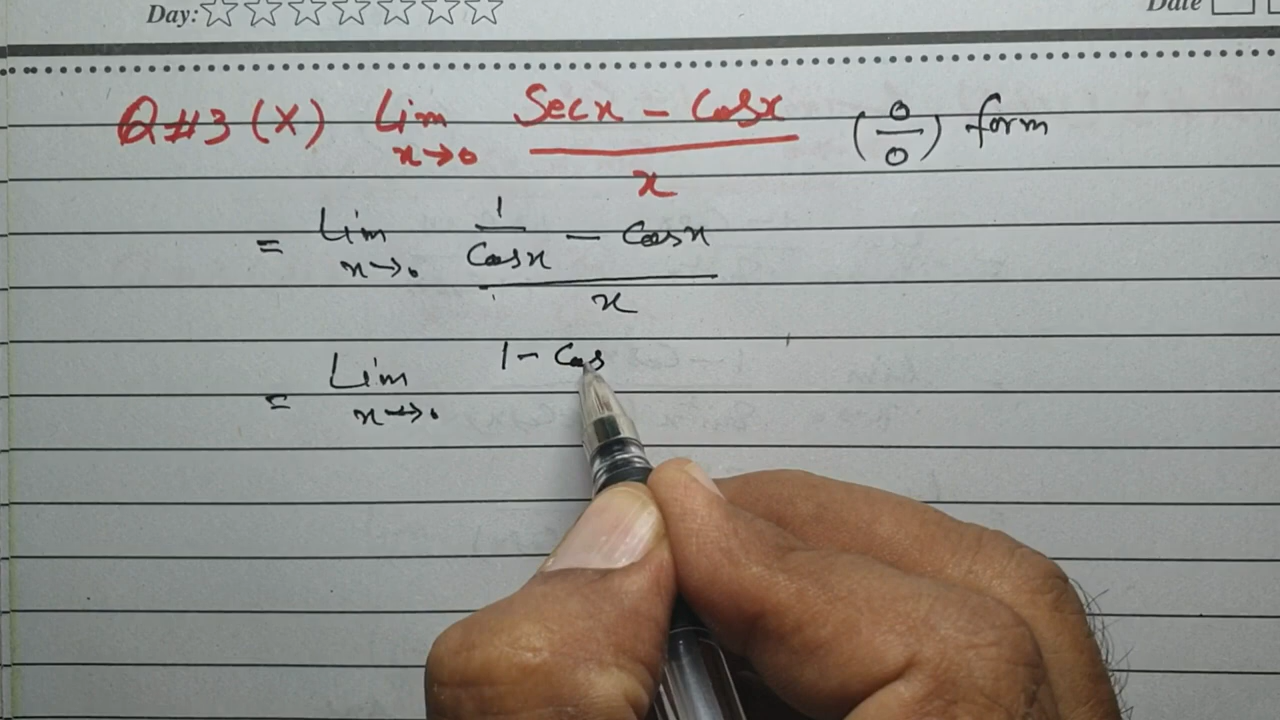 Day: ☆☆☆☆☆☆☆ Date
Q#3 (X) Lim x→0 Secx - Cosx / x (0/0) form
= Lim x→0 1/Cosx - Cosx / x
= Lim x→0 1 - Cos